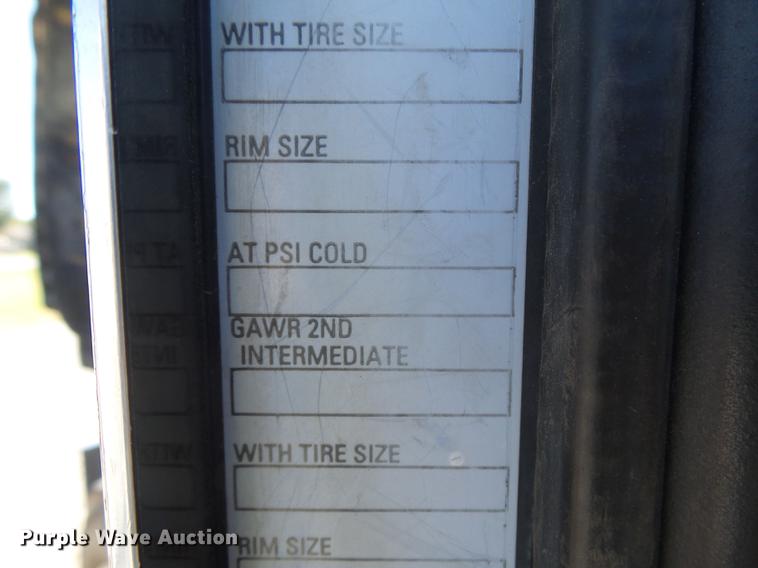 WITH TIRE SIZE
RIM SIZE
AT PSI COLD
GAWR 2ND
INTERMEDIATE
WITH TIRE SIZE
RIM SIZE
Purple Wave Auction